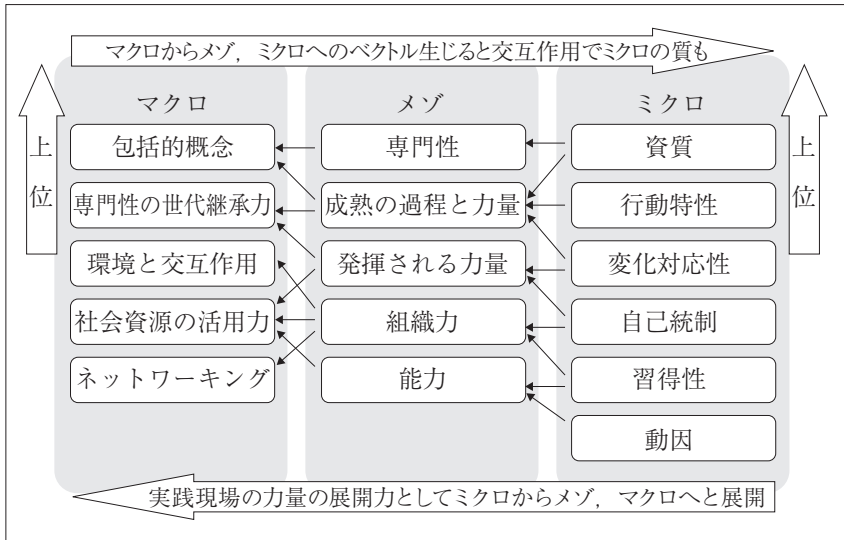 マクロからメゾ，ミクロへのベクトル生じると交互作用でミクロの質も
上位
マクロ
包括的概念
専門性の世代継承力
環境と交互作用
社会資源の活用力
ネットワーキング
メゾ
専門性
成熟の過程と力量
発揮される力量
組織力
能力
ミクロ
資質
行動特性
変化対応性
自己統制
習得性
動因
上位
実践現場の力量の展開力としてミクロからメゾ，マクロへと展開